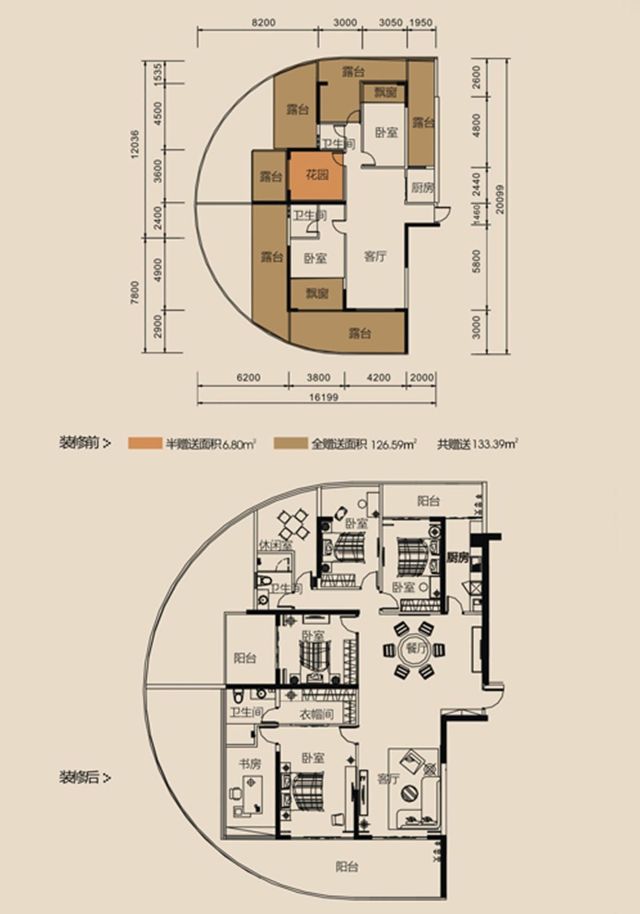 8200 3000 3050 1950
露台
飘窗
露台
卧室
露台
卫生间
露台
花园
厨房
卫生间
露台
卧室
客厅
飘窗
露台
1535
4500
3600
2400
4900
2900
12036
7800
2600
4800
2440
1460
5800
3000
20099
6200 3800 4200 2000
16199
装修前> 半赠送面积6.80m² 全赠送面积 126.59m² 共赠送133.39m²
阳台
卧室
休闲室
厨房
卫生间
卧室
卧室
餐厅
阳台
卫生间
衣帽间
书房
卧室
客厅
装修后>
阳台